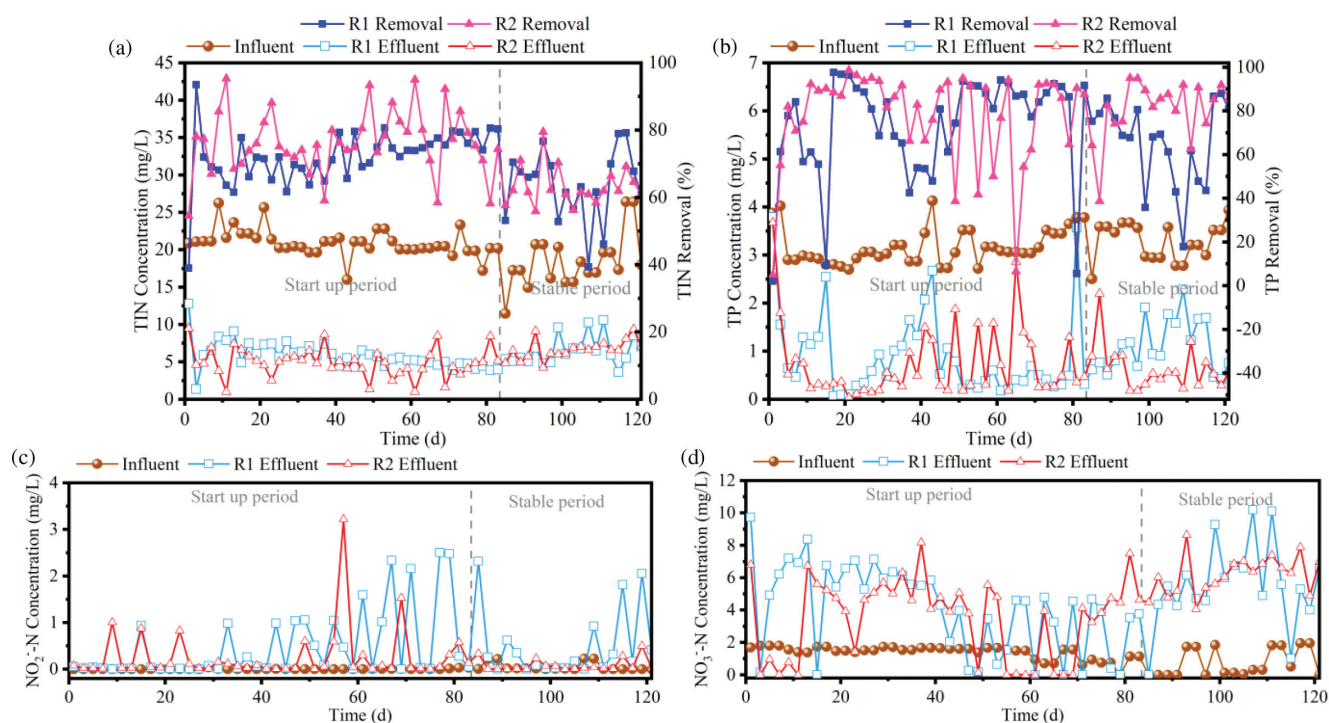 R1 Removal R2 Removal
Influent R1 Effluent R2 Effluent
(a)
TIN Concentration (mg/L)
45
40
35
30
25
20
15
10
5
0
100
80
60
40
20
0
TIN Removal (%)
Start up period
Stable period
0 20 40 60 80 100 120
Time (d)
R1 Removal R2 Removal
Influent R1 Effluent R2 Effluent
(b)
TP Concentration (mg/L)
7
6
5
4
3
2
1
0
100
80
60
40
20
0
-20
-40
TP Removal (%)
Start up period
Stable period
0 20 40 60 80 100 120
Time (d)
(c)
Influent R1 Effluent R2 Effluent
NO₂⁻-N Concentration (mg/L)
4
3
2
1
0
Start up period
Stable period
0 20 40 60 80 100 120
Time (d)
(d)
Influent R1 Effluent R2 Effluent
NO₃⁻-N Concentration (mg/L)
12
10
8
6
4
2
0
Start up period
Stable period
0 20 40 60 80 100 120
Time (d)